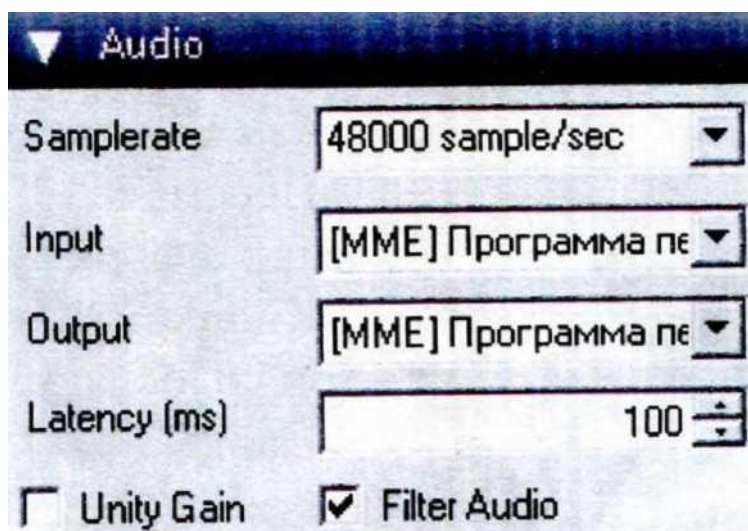 Audio
Samplerate 48000 sample/sec
Input [MME] Программа пе
Output [MME] Программа пе
Latency (ms) 100
Unity Gain Filter Audio